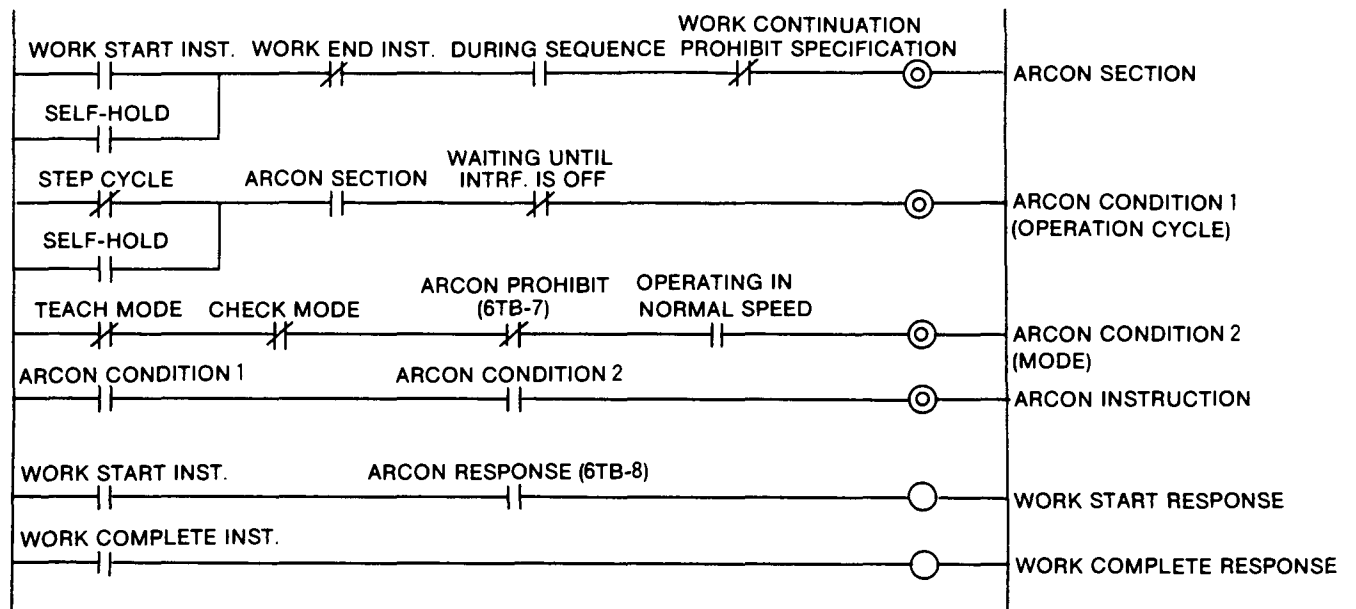 WORK CONTINUATION
WORK START INST. WORK END INST. DURING SEQUENCE PROHIBIT SPECIFICATION
ARCON SECTION
SELF-HOLD
WAITING UNTIL
STEP CYCLE ARCON SECTION INTRF. IS OFF
ARCON CONDITION 1
(OPERATION CYCLE)
SELF-HOLD
ARCON PROHIBIT OPERATING IN
TEACH MODE CHECK MODE (6TB-7) NORMAL SPEED
ARCON CONDITION 2
(MODE)
ARCON CONDITION 1 ARCON CONDITION 2
ARCON INSTRUCTION
WORK START INST. ARCON RESPONSE (6TB-8)
WORK START RESPONSE
WORK COMPLETE INST.
WORK COMPLETE RESPONSE